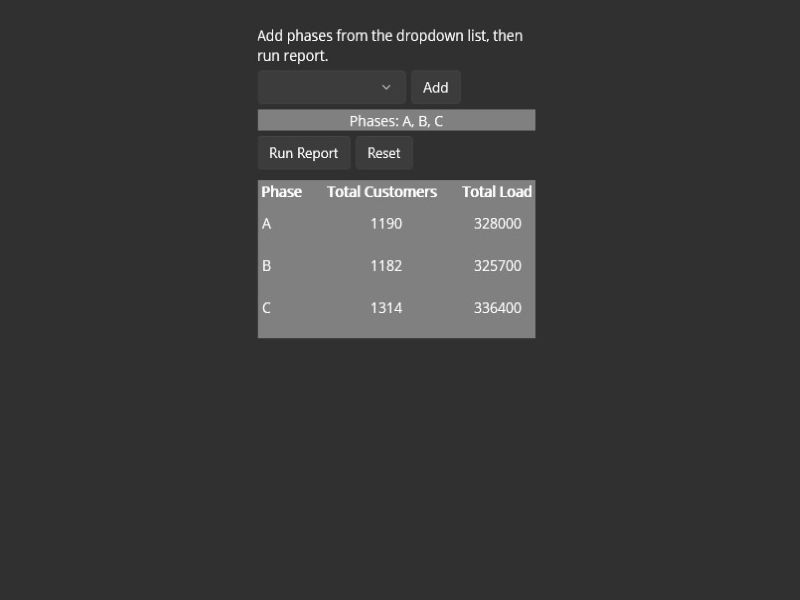 Add phases from the dropdown list, then
run report.
Add
Phases: A, B, C
Run Report Reset
Phase Total Customers Total Load
A 1190 328000
B 1182 325700
C 1314 336400